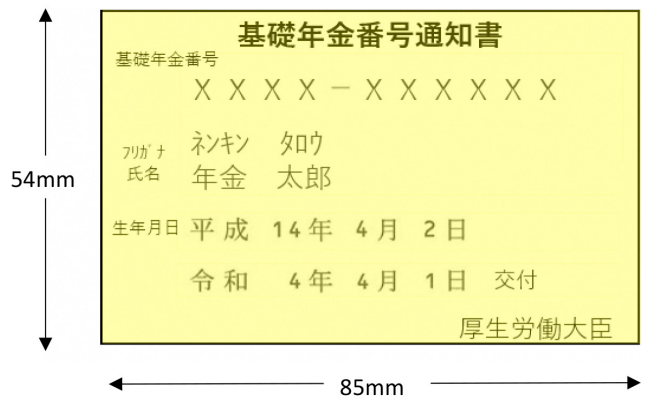 基礎年金番号通知書
基礎年金番号
XXXX－XXXXXX
ﾌﾘｶﾞﾅ ﾈﾝｷﾝ ﾀﾛｳ
氏名 年金 太郎
生年月日 平成 14年 4月 2日
令和 4年 4月 1日 交付
厚生労働大臣
54mm
85mm